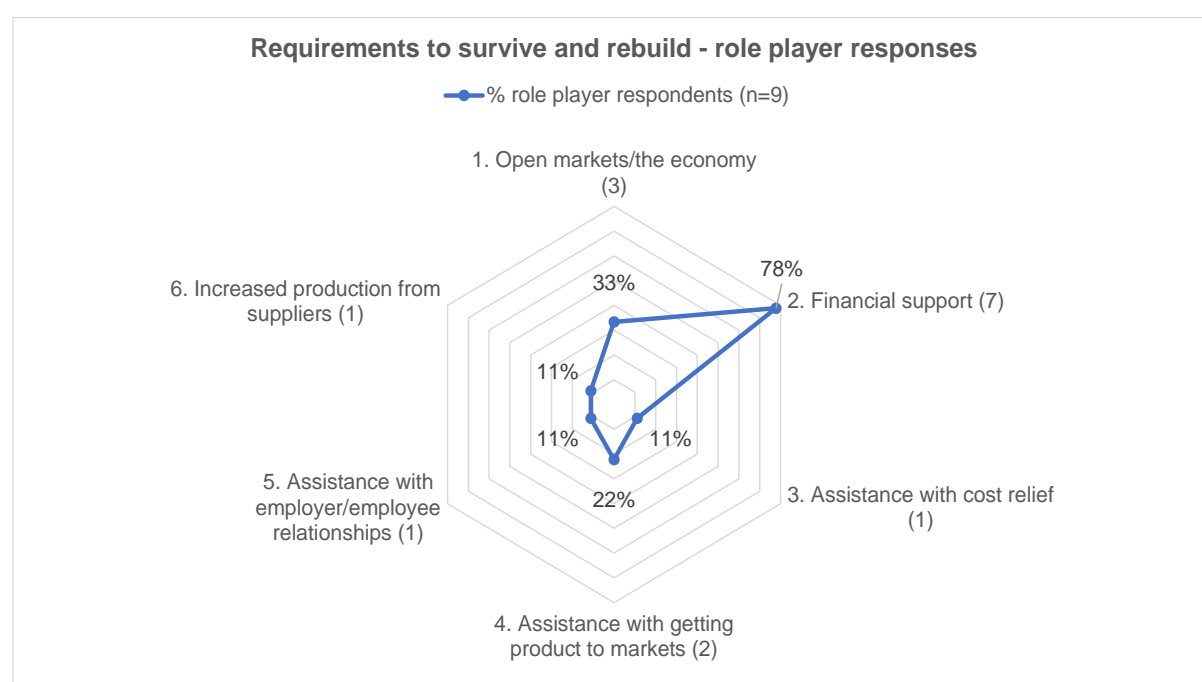 Requirements to survive and rebuild - role player responses
% role player respondents (n=9)
1. Open markets/the economy
(3)
78%
33%
2. Financial support (7)
6. Increased production from
suppliers (1)
11%
11%
11%
5. Assistance with
employer/employee
relationships (1)
22%
3. Assistance with cost relief
(1)
4. Assistance with getting
product to markets (2)